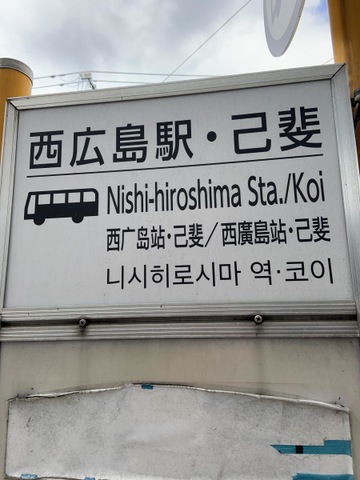 西広島駅・己斐
Nishi-hiroshima Sta./Koi
西广岛站・己斐／西廣島站・己斐
니시히로시마 역·코이